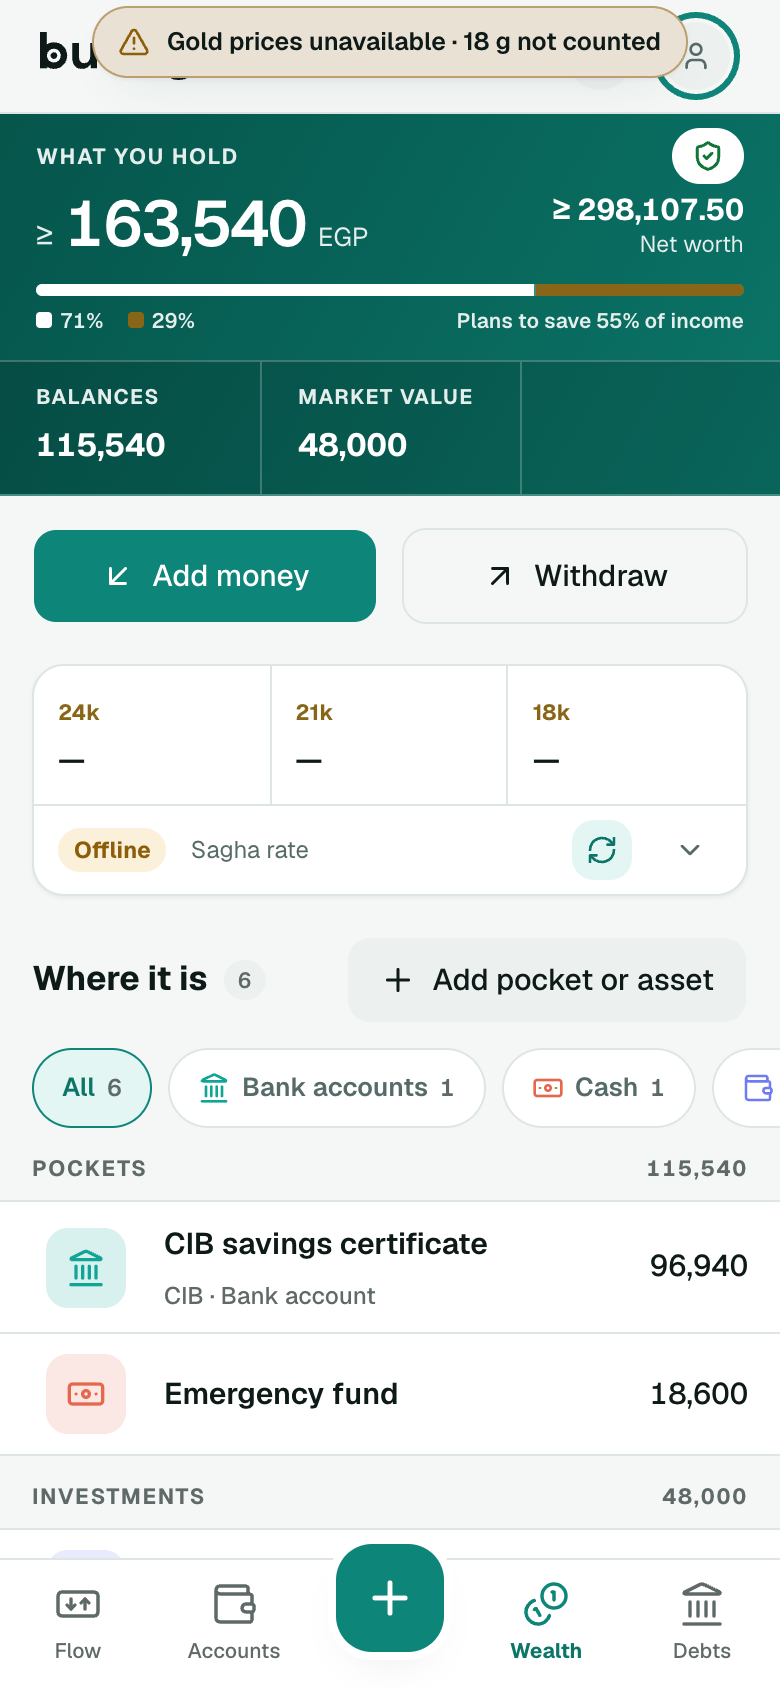 bu
Gold prices unavailable · 18 g not counted
WHAT YOU HOLD
≥ 163,540 EGP
≥ 298,107.50
Net worth
71% 29%
Plans to save 55% of income
BALANCES
115,540
MARKET VALUE
48,000
Add money
Withdraw
24k
—
21k
—
18k
—
Offline Sagha rate
Where it is 6
Add pocket or asset
All 6
Bank accounts 1
Cash 1
POCKETS 115,540
CIB savings certificate
CIB · Bank account
96,940
Emergency fund 18,600
INVESTMENTS 48,000
Flow
Accounts
Wealth
Debts